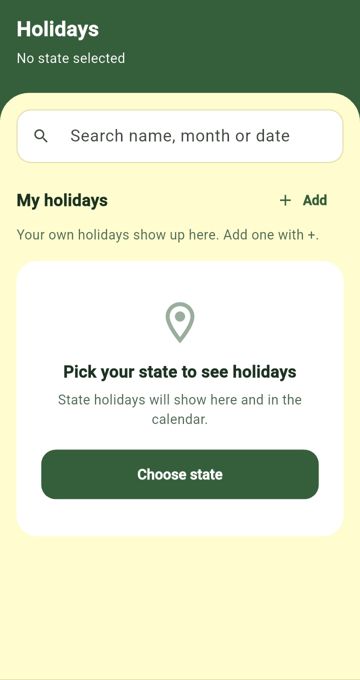 Holidays
No state selected
Search name, month or date
My holidays
+ Add
Your own holidays show up here. Add one with +.
Pick your state to see holidays
State holidays will show here and in the
calendar.
Choose state